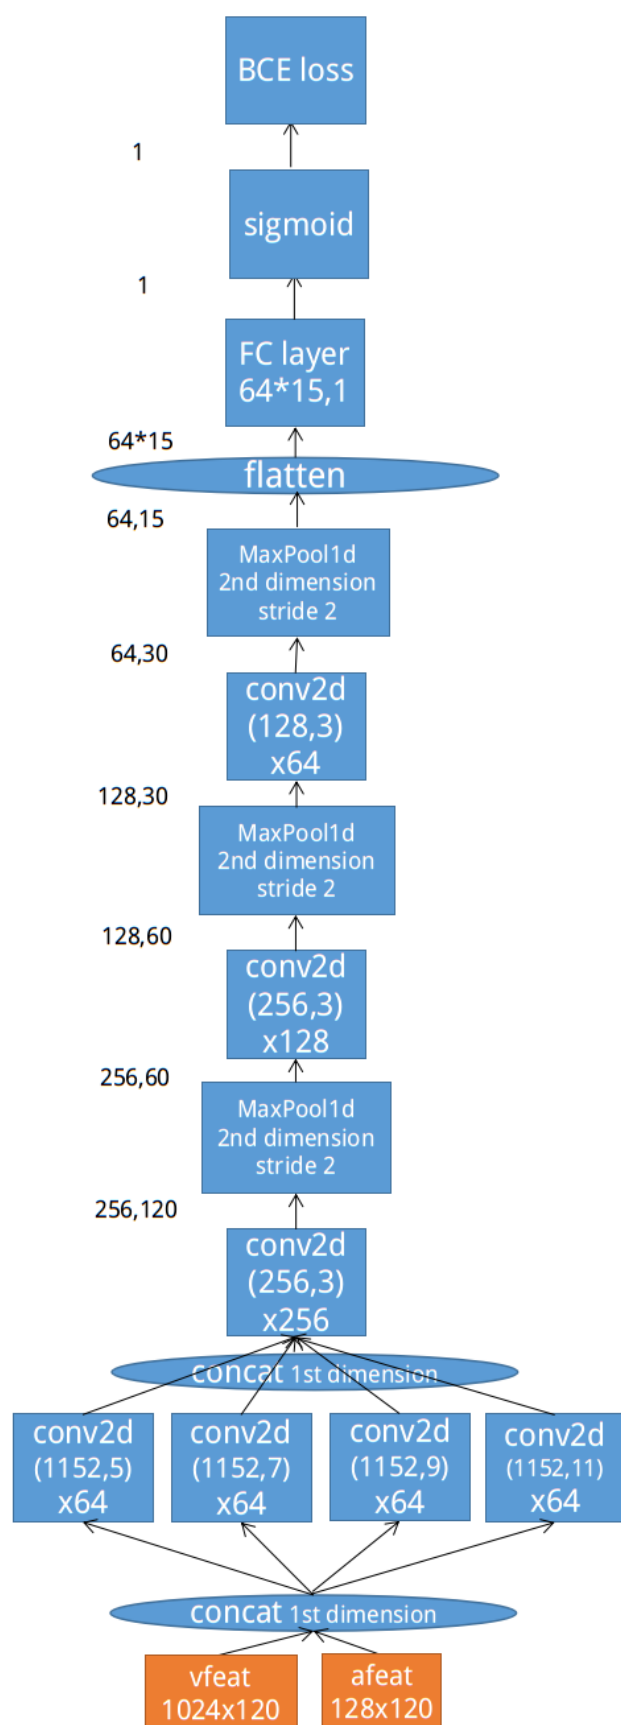 BCE loss
1
sigmoid
1
FC layer
64*15,1
64*15
flatten
64,15
MaxPool1d
2nd dimension
stride 2
64,30
conv2d
(128,3)
x64
128,30
MaxPool1d
2nd dimension
stride 2
128,60
conv2d
(256,3)
x128
256,60
MaxPool1d
2nd dimension
stride 2
256,120
conv2d
(256,3)
x256
concat 1st dimension
conv2d
(1152,5)
x64
conv2d
(1152,7)
x64
conv2d
(1152,9)
x64
conv2d
(1152,11)
x64
concat 1st dimension
vfeat
1024x120
afeat
128x120